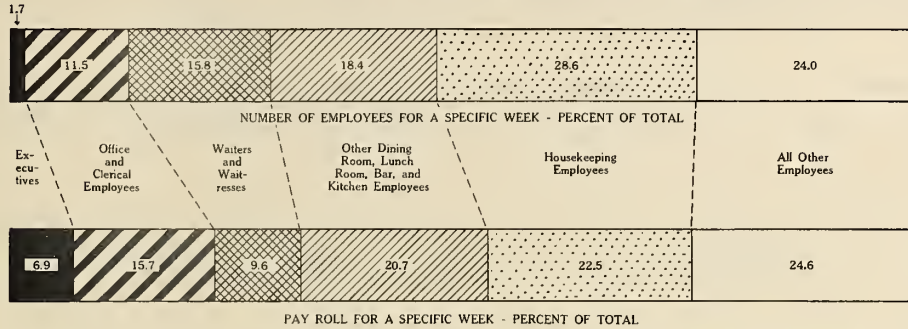 1.7
11.5 15.8 18.4 28.6 24.0
NUMBER OF EMPLOYEES FOR A SPECIFIC WEEK - PERCENT OF TOTAL
Ex-
ecu-
tives
Office
and
Clerical
Employees
Waiters
and
Wait-
resses
Other Dining
Room, Lunch
Room, Bar, and
Kitchen Employees
Housekeeping
Employees
All Other
Employees
6.9 15.7 9.6 20.7 22.5 24.6
PAY ROLL FOR A SPECIFIC WEEK - PERCENT OF TOTAL